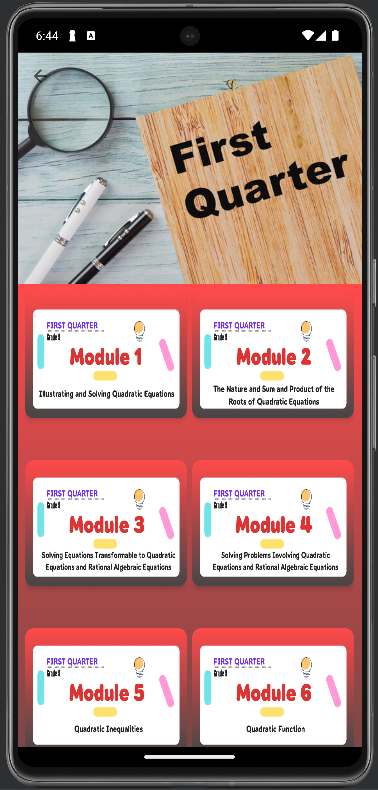 6:44
A
First
Quarter
FIRST QUARTER
Grade 9
Module 1
Illustrating and Solving Quadratic Equations
FIRST QUARTER
Grade 9
Module 2
The Nature and Sum and Product of the
Roots of Quadratic Equations
FIRST QUARTER
Grade 9
Module 3
Solving Equations Transformable to Quadratic
Equations and Rational Algebraic Equations
FIRST QUARTER
Grade 9
Module 4
Solving Problems Involving Quadratic
Equations and Rational Algebraic Equations
FIRST QUARTER
Grade 9
Module 5
Quadratic Inequalities
FIRST QUARTER
Grade 9
Module 6
Quadratic Function